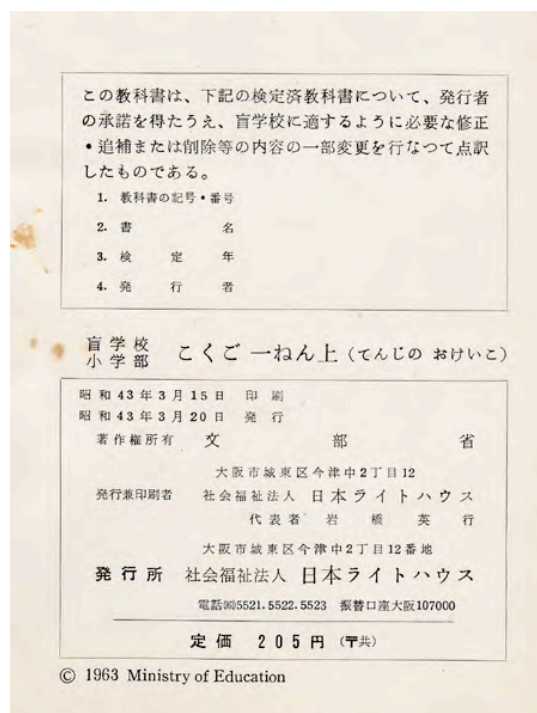 この教科書は、下記の検定済教科書について、発行者
の承諾を得たうえ、盲学校に適するように必要な修正
・追補または削除等の内容の一部変更を行なつて点訳
したものである。
1. 教科書の記号・番号
2. 書名
3. 検定年
4. 発行者
盲学校
小学部
こくご 一ねん上(てんじの おけいこ)
昭和43年3月15日 印刷
昭和43年3月20日 発行
著作権所有 文部省
大阪市城東区今津中2丁目12
発行兼印刷者 社会福祉法人 日本ライトハウス
代表者 岩橋英行
大阪市城東区今津中2丁目12番地
発行所 社会福祉法人 日本ライトハウス
電話 5521.5522.5523 振替口座大阪107000
定価 205円 (〒共)
© 1963 Ministry of Education